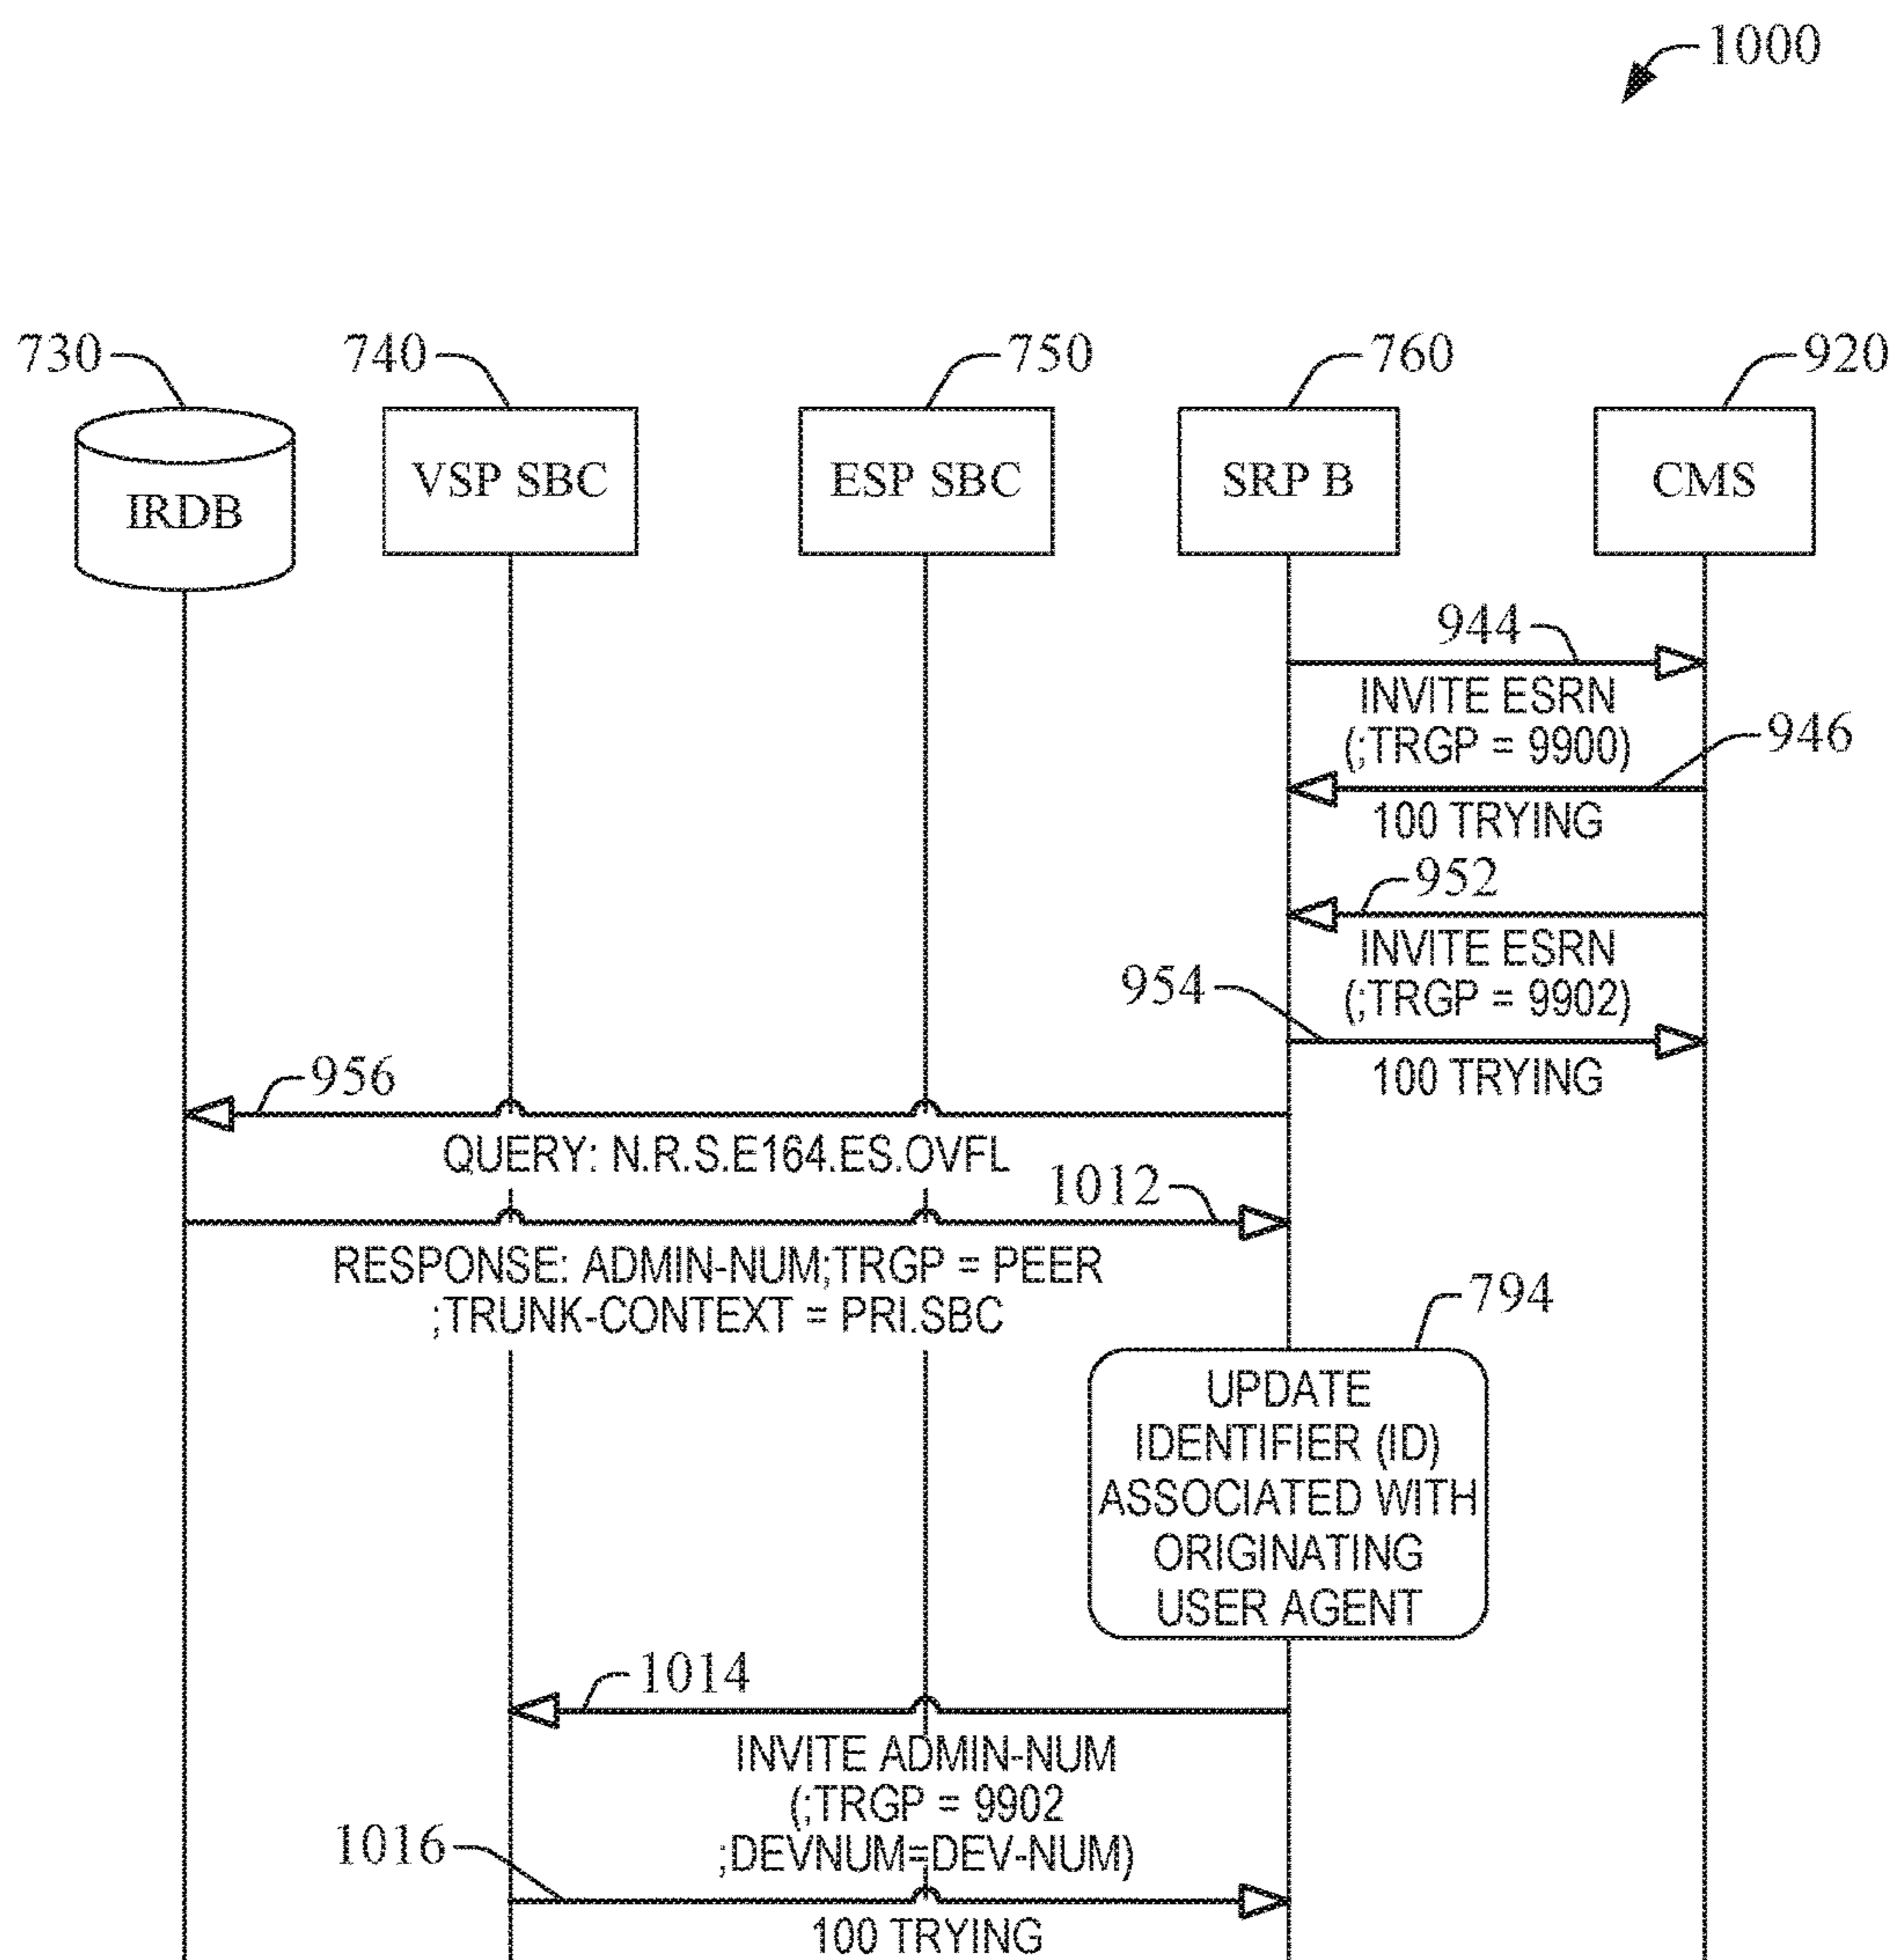 1000
730
740
750
760
920
IRDB
VSP SBC
ESP SBC
SRP B
CMS
944
INVITE ESRN
(;TRGP = 9900)
946
100 TRYING
952
INVITE ESRN
(;TRGP = 9902)
954
100 TRYING
956
QUERY: N.R.S.E164.ES.OVFL
1012
RESPONSE: ADMIN-NUM;TRGP = PEER
;TRUNK-CONTEXT = PRI.SBC
794
UPDATE
IDENTIFIER (ID)
ASSOCIATED WITH
ORIGINATING
USER AGENT
1014
INVITE ADMIN-NUM
(;TRGP = 9902
;DEVNUM=DEV-NUM)
1016
100 TRYING